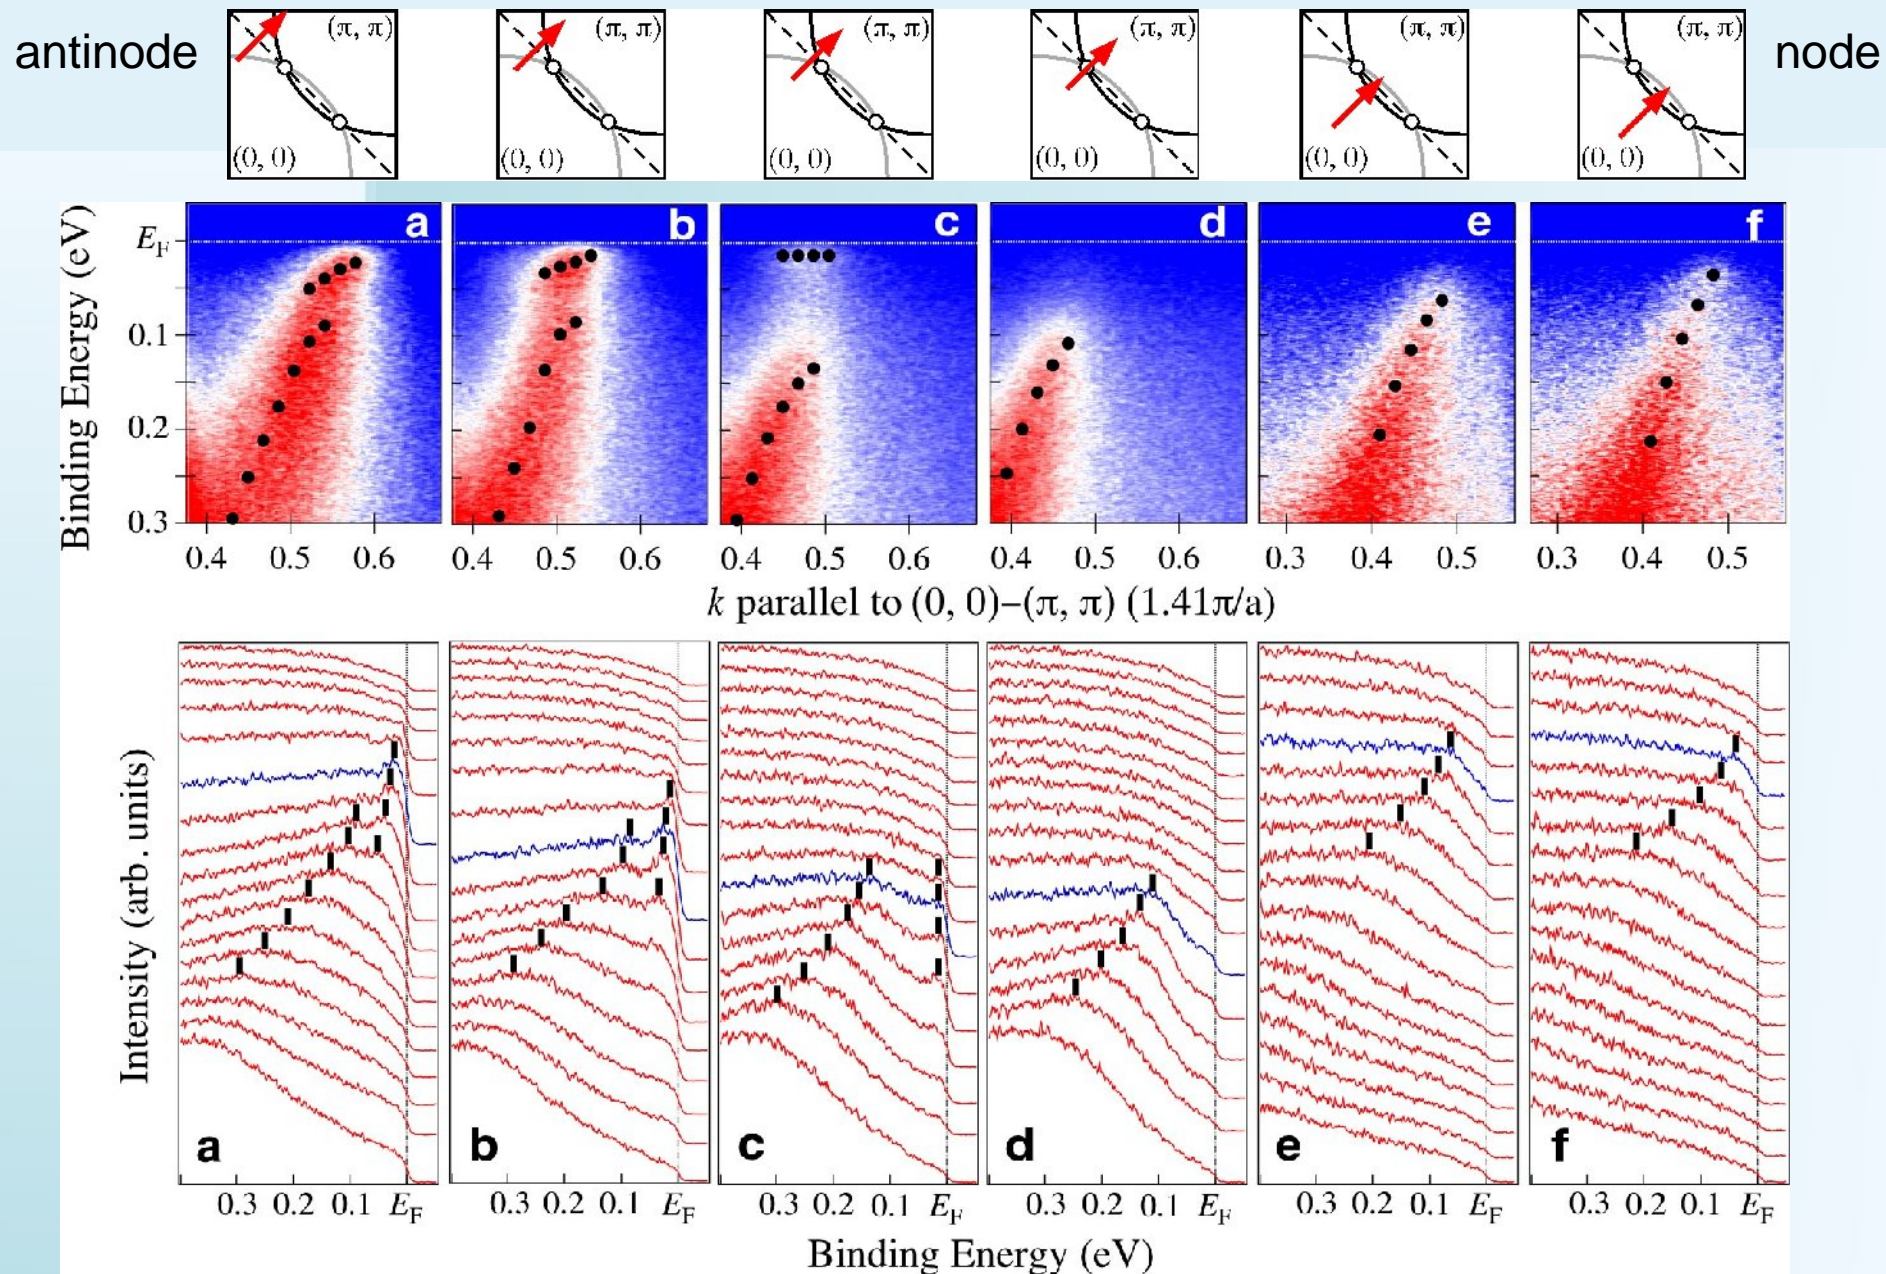 antinode
(π, π)
(π, π)
(π, π)
(π, π)
(π, π)
(π, π)
node
(0, 0)
(0, 0)
(0, 0)
(0, 0)
(0, 0)
(0, 0)
Binding Energy (eV)
a
b
c
d
e
f
EF
0.1
0.2
0.3
0.4 0.5 0.6
0.4 0.5 0.6
0.4 0.5 0.6
0.4 0.5 0.6
0.3 0.4 0.5
0.3 0.4 0.5
k parallel to (0, 0)–(π, π) (1.41π/a)
Intensity (arb. units)
a
b
c
d
e
f
0.3 0.2 0.1 EF
0.3 0.2 0.1 EF
0.3 0.2 0.1 EF
0.3 0.2 0.1 EF
0.3 0.2 0.1 EF
0.3 0.2 0.1 EF
Binding Energy (eV)